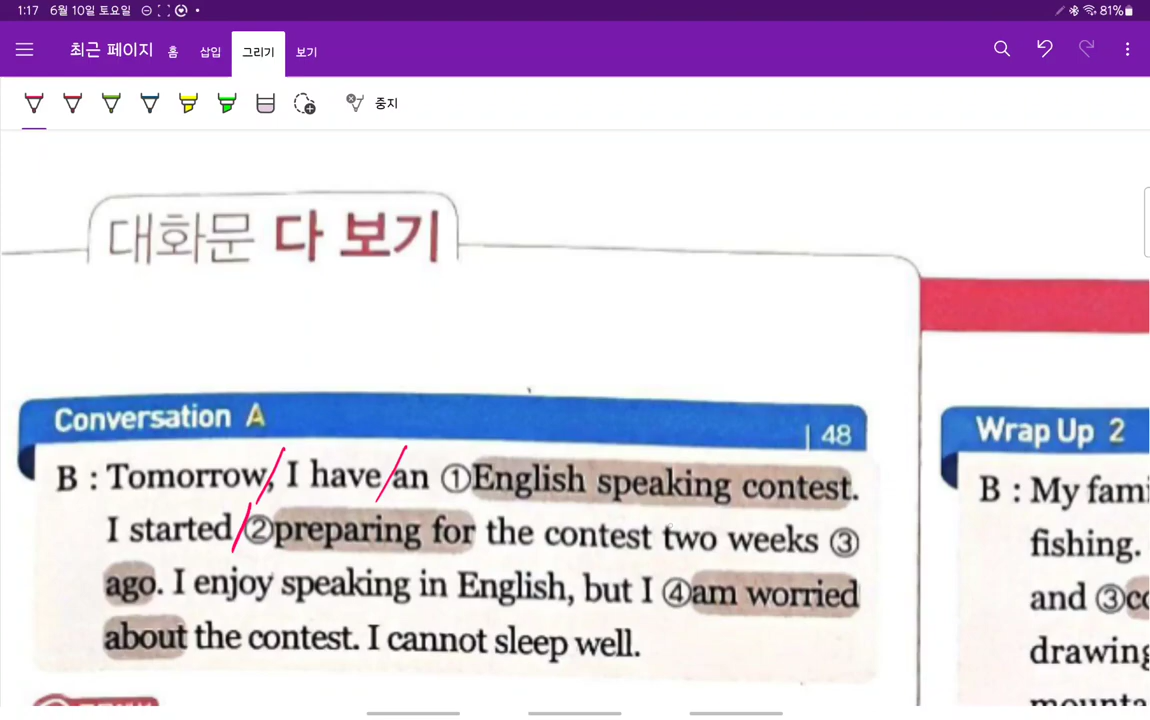 1:17 6월 10일 토요일
81%
최근 페이지 홈 삽입 그리기 보기
중지
대화문 다 보기
Conversation A
48
B : Tomorrow, I have an ①English speaking contest.
I started ②preparing for the contest two weeks ③
ago. I enjoy speaking in English, but I ④am worried
about the contest. I cannot sleep well.
Wrap Up 2
B : My fami
fishing.
and ③co
drawing